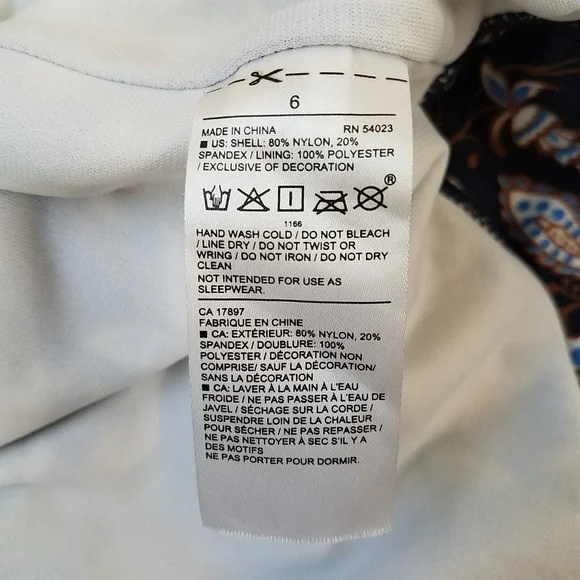 6
MADE IN CHINA RN 54023
■ US: SHELL: 80% NYLON, 20%
SPANDEX / LINING: 100% POLYESTER
/ EXCLUSIVE OF DECORATION
®
1166
HAND WASH COLD / DO NOT BLEACH
/ LINE DRY / DO NOT TWIST OR
WRING / DO NOT IRON / DO NOT DRY
CLEAN
NOT INTENDED FOR USE AS
SLEEPWEAR.
CA 17897
FABRIQUE EN CHINE
■ CA: EXTÉRIEUR: 80% NYLON, 20%
SPANDEX / DOUBLURE: 100%
POLYESTER / DÉCORATION NON
COMPRISE/ SAUF LA DÉCORATION/
SANS LA DÉCORATION
■ CA: LAVER À LA MAIN À L'EAU
FROIDE / NE PAS PASSER À L'EAU DE
JAVEL / SÉCHAGE SUR LA CORDE /
SUSPENDRE LOIN DE LA CHALEUR
POUR SÉCHER / NE PAS REPASSER /
NE PAS NETTOYER À SEC S'IL Y A
DES MOTIFS
NE PAS PORTER POUR DORMIR.